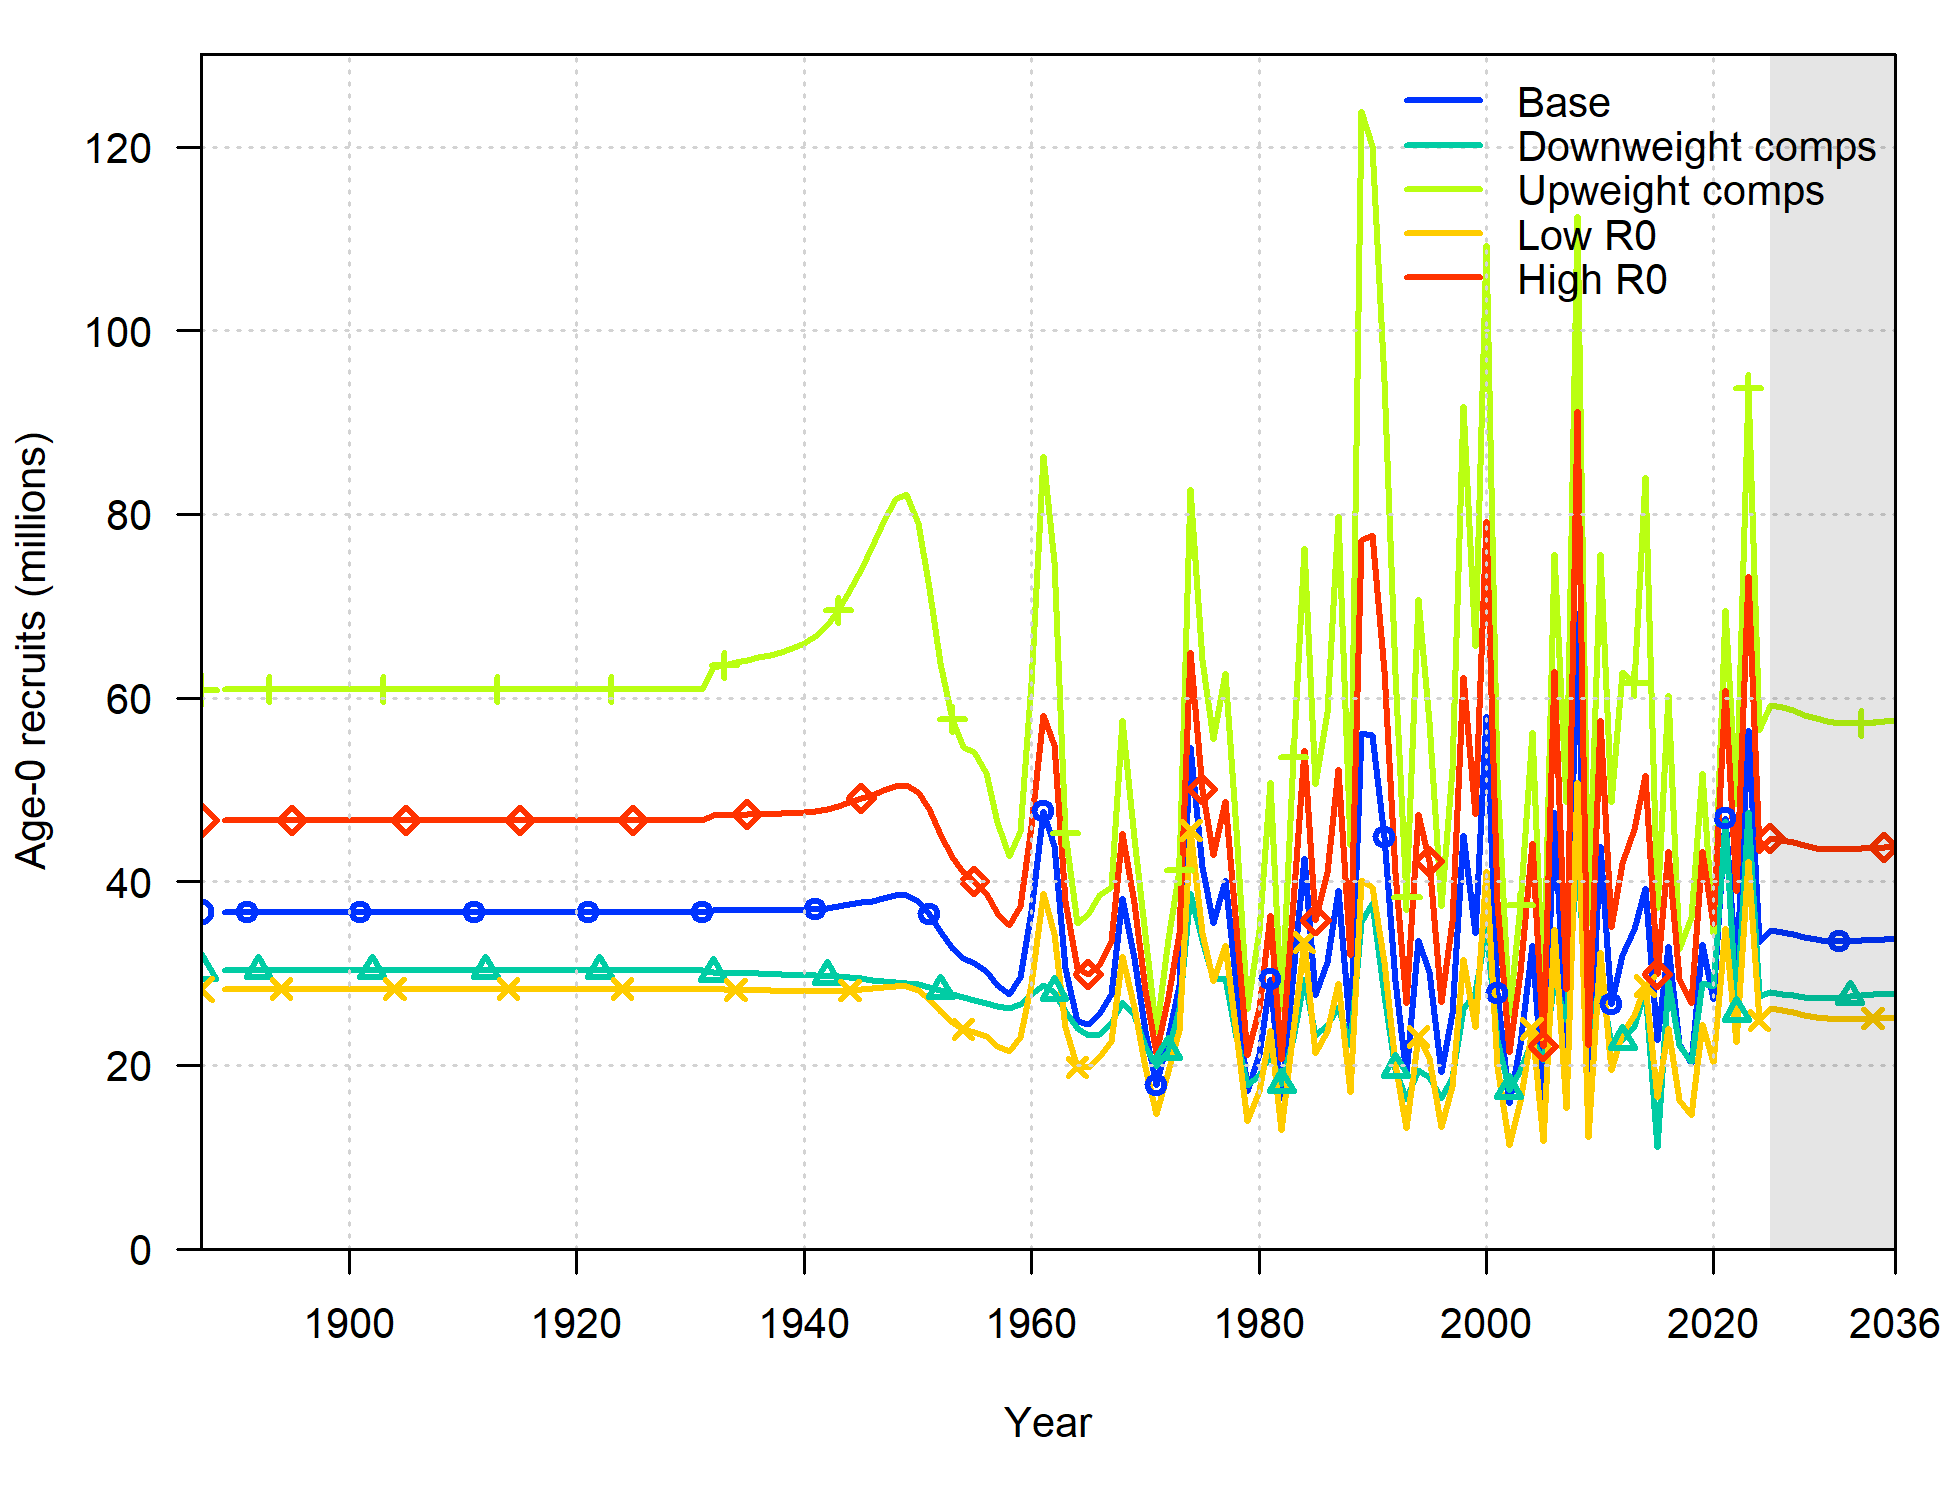 Base
Downweight comps
Upweight comps
Low R0
High R0
120
100
80
60
40
20
0
Age-0 recruits (millions)
1900 1920 1940 1960 1980 2000 2020 2036
Year